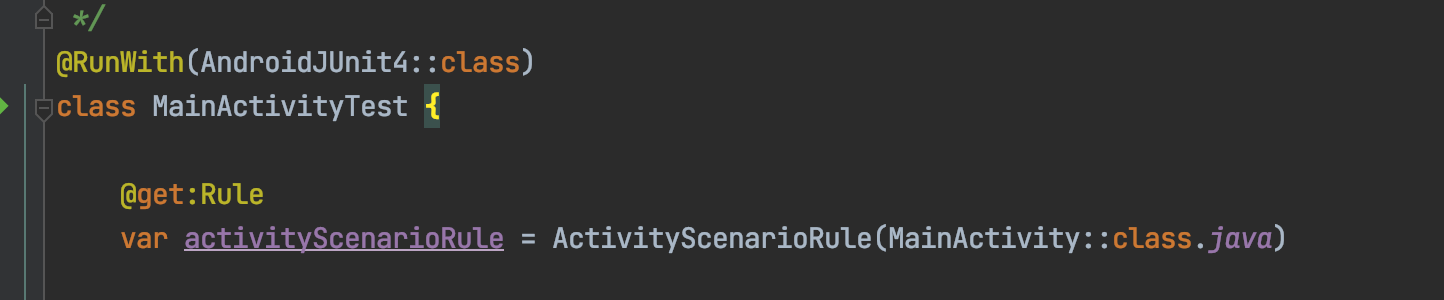 */
@RunWith(AndroidJUnit4::class)
class MainActivityTest {
@get:Rule
var activityScenarioRule = ActivityScenarioRule(MainActivity::class.java)